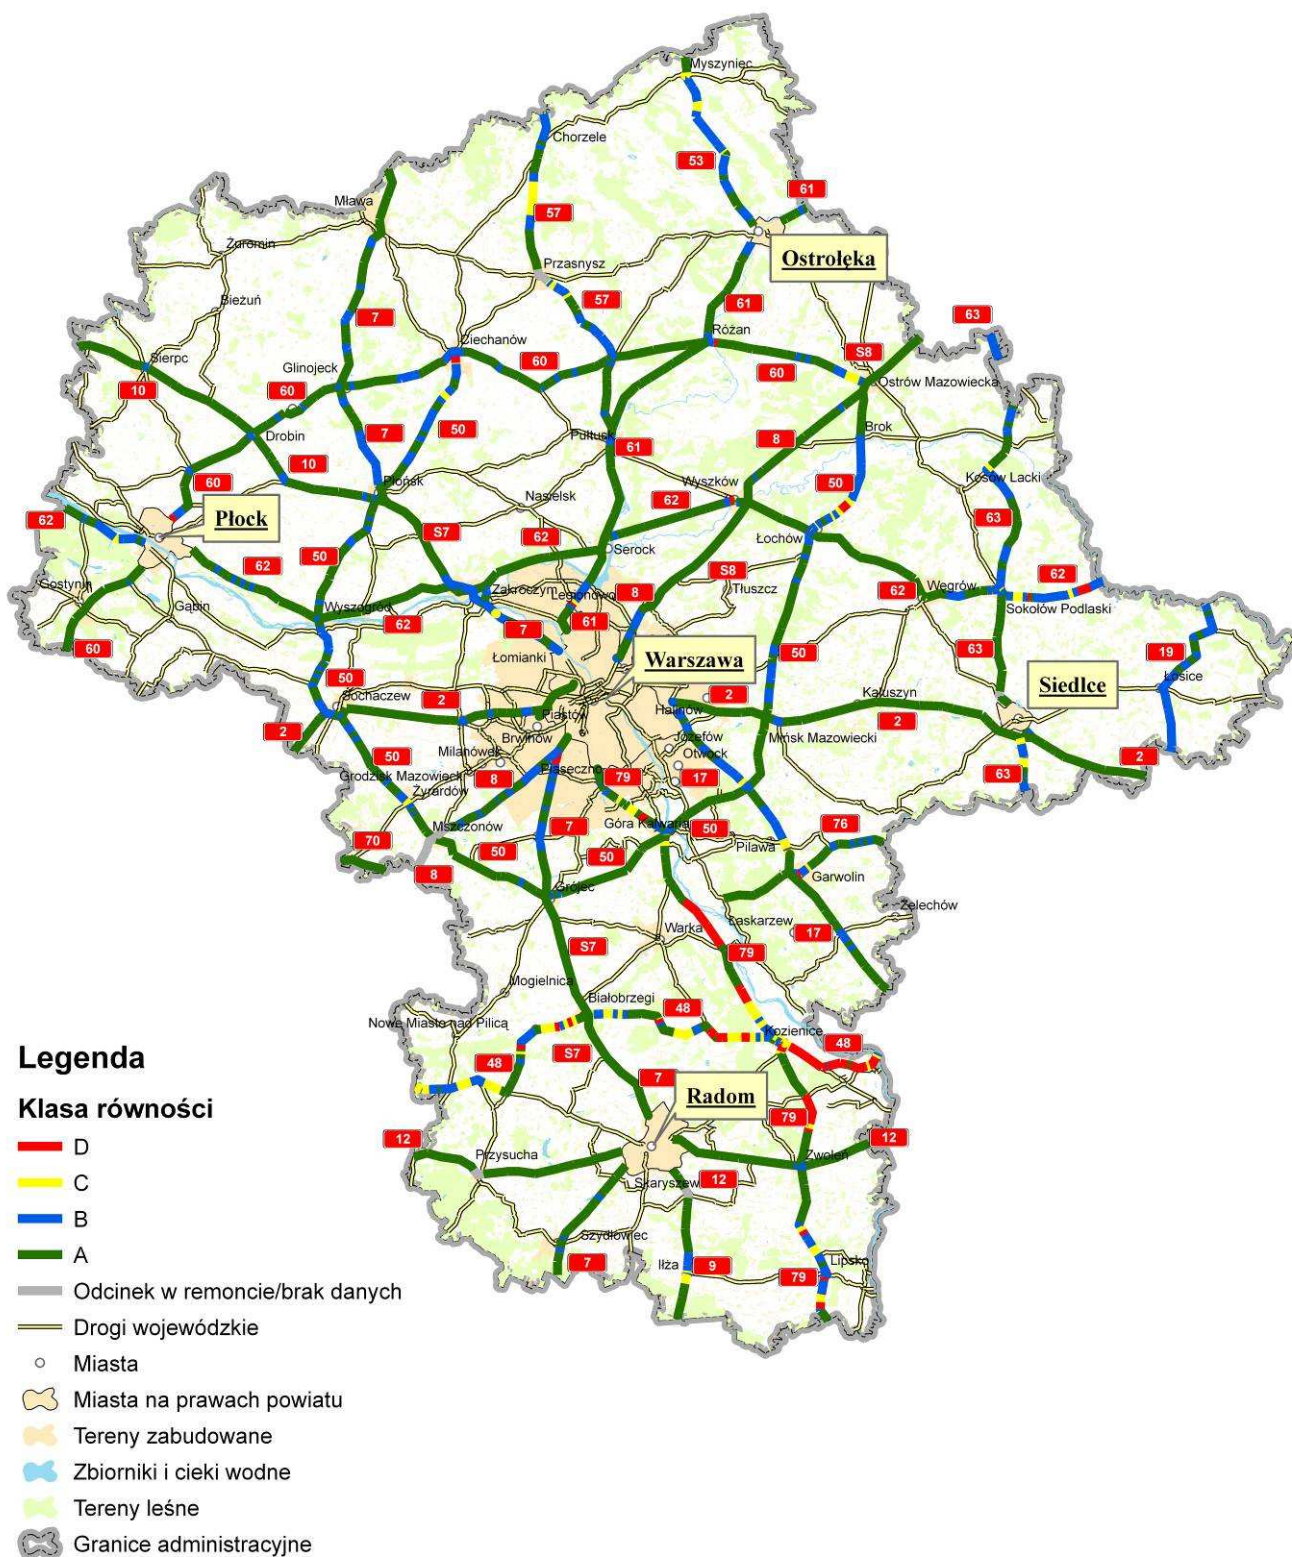 Myszyniec
Chorzele
53
61
Mława
57
Ostrołęka
Żuromin
Przasnysz
57
Bieżuń
61
63
7
Różan
Ciechanów
S8
Sierpc
60
Glinojeck
60
10
60
Ostrów Mazowiecka
Drobin
7
50
Brok
8
Pułtusk
61
10
Płońsk
Wyszków
Kosów Lacki
60
50
62
Nasielsk
Płock
62
63
S7
Łochów
62
Serock
50
62
S8
62
Gostynin
Zakroczym
Legionowo
8
Tłuszcz
62
Węgrów
Gąbin
Wyszogród
Sokołów Podlaski
62
7
61
60
Łomianki
Warszawa
50
63
19
50
Siedlce
Łosice
Sochaczew
2
2
Kałuszyn
Halinów
2
2
Piastów
Brwinów
Józefów
Mińsk Mazowiecki
2
50
Milanówek
Otwock
Grodzisk Mazowiecki
8
Piaseczno
79
17
63
Żyrardów
Mszczonów
7
Góra Kalwaria
50
76
70
50
50
Pilawa
8
Garwolin
Grójec
Łaskarzew
Żelechów
Warka
17
S7
79
Mogielnica
Białobrzegi
48
Nowe Miasto nad Pilicą
Kozienice
48
S7
48
7
Radom
79
12
12
Przysucha
Zwoleń
Skaryszew
12
Szydłowiec
7
Iłża
9
79
Lipsko
Legenda
Klasa równości
D
C
B
A
Odcinek w remoncie/brak danych
Drogi wojewódzkie
Miasta
Miasta na prawach powiatu
Tereny zabudowane
Zbiorniki i cieki wodne
Tereny leśne
Granice administracyjne